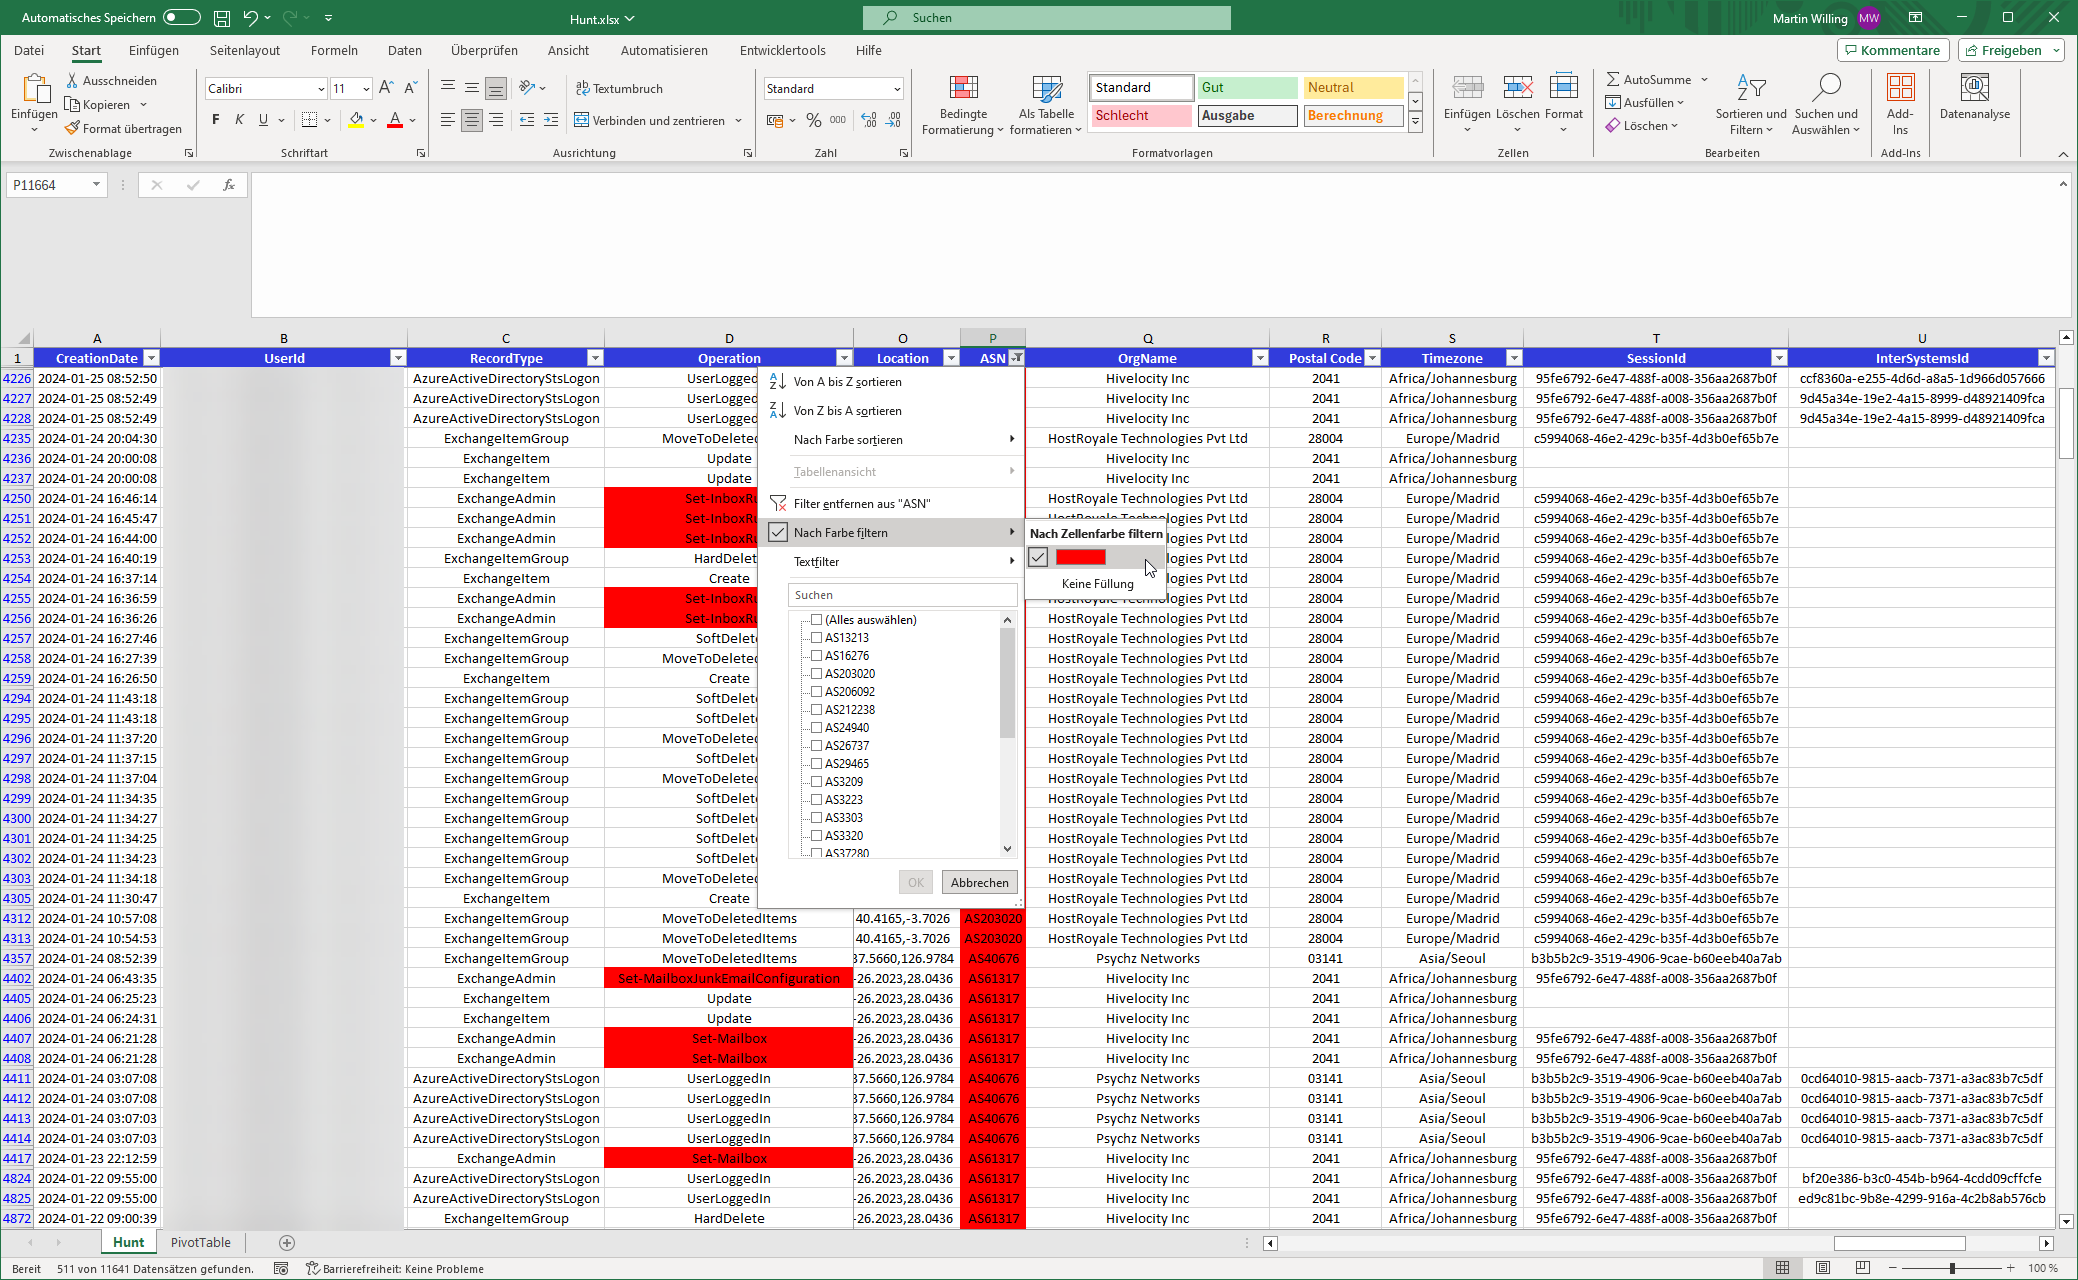 Automatisches Speichern
Hunt.xlsx
Suchen
Martin Willing MW
Datei Start Einfügen Seitenlayout Formeln Daten Überprüfen Ansicht Automatisieren Entwicklertools Hilfe Kommentare Freigeben
Einfügen
Ausschneiden
Kopieren
Format übertragen
Zwischenablage
Calibri 11
F K U
Schriftart
Textumbruch
Verbinden und zentrieren
Ausrichtung
Standard
% 000
Zahl
Bedingte Formatierung
Als Tabelle formatieren
Standard Gut Neutral
Schlecht Ausgabe Berechnung
Formatvorlagen
Einfügen Löschen Format
Zellen
AutoSumme
Ausfüllen
Löschen
Sortieren und Filtern
Suchen und Auswählen
Bearbeiten
Add-Ins
Add-Ins
Datenanalyse
P11664 fx
A B C D O P Q R S T U
1 CreationDate UserId RecordType Operation Location ASN OrgName Postal Code Timezone SessionId InterSystemsId
4226 2024-01-25 08:52:50 AzureActiveDirectoryStsLogon UserLogged Hivelocity Inc 2041 Africa/Johannesburg 95fe6792-6e47-488f-a008-356aa2687b0f ccf8360a-e255-4d6d-a8a5-1d966d057666
4227 2024-01-25 08:52:49 AzureActiveDirectoryStsLogon UserLogged Hivelocity Inc 2041 Africa/Johannesburg 95fe6792-6e47-488f-a008-356aa2687b0f 9d45a34e-19e2-4a15-8999-d48921409fca
4228 2024-01-25 08:52:49 AzureActiveDirectoryStsLogon UserLogged Hivelocity Inc 2041 Africa/Johannesburg 95fe6792-6e47-488f-a008-356aa2687b0f 9d45a34e-19e2-4a15-8999-d48921409fca
4235 2024-01-24 20:04:30 ExchangeItemGroup MoveToDeleted HostRoyale Technologies Pvt Ltd 28004 Europe/Madrid c5994068-46e2-429c-b35f-4d3b0ef65b7e
4236 2024-01-24 20:00:08 ExchangeItem Update Hivelocity Inc 2041 Africa/Johannesburg
4237 2024-01-24 20:00:08 ExchangeItem Update Hivelocity Inc 2041 Africa/Johannesburg
4250 2024-01-24 16:46:14 ExchangeAdmin Set-InboxRu HostRoyale Technologies Pvt Ltd 28004 Europe/Madrid c5994068-46e2-429c-b35f-4d3b0ef65b7e
4251 2024-01-24 16:45:47 ExchangeAdmin Set-InboxRu HostRoyale Technologies Pvt Ltd 28004 Europe/Madrid c5994068-46e2-429c-b35f-4d3b0ef65b7e
4252 2024-01-24 16:44:00 ExchangeAdmin Set-InboxRu ologies Pvt Ltd 28004 Europe/Madrid c5994068-46e2-429c-b35f-4d3b0ef65b7e
4253 2024-01-24 16:40:19 ExchangeItemGroup HardDelet ologies Pvt Ltd 28004 Europe/Madrid c5994068-46e2-429c-b35f-4d3b0ef65b7e
4254 2024-01-24 16:37:14 ExchangeItem Create ologies Pvt Ltd 28004 Europe/Madrid c5994068-46e2-429c-b35f-4d3b0ef65b7e
4255 2024-01-24 16:36:59 ExchangeAdmin Set-InboxRu HostRoyale Technologies Pvt Ltd 28004 Europe/Madrid c5994068-46e2-429c-b35f-4d3b0ef65b7e
4256 2024-01-24 16:36:26 ExchangeAdmin Set-InboxRu HostRoyale Technologies Pvt Ltd 28004 Europe/Madrid c5994068-46e2-429c-b35f-4d3b0ef65b7e
4257 2024-01-24 16:27:46 ExchangeItemGroup SoftDelet HostRoyale Technologies Pvt Ltd 28004 Europe/Madrid c5994068-46e2-429c-b35f-4d3b0ef65b7e
4258 2024-01-24 16:27:39 ExchangeItemGroup MoveToDeleted HostRoyale Technologies Pvt Ltd 28004 Europe/Madrid c5994068-46e2-429c-b35f-4d3b0ef65b7e
4259 2024-01-24 16:26:50 ExchangeItem Create HostRoyale Technologies Pvt Ltd 28004 Europe/Madrid c5994068-46e2-429c-b35f-4d3b0ef65b7e
4294 2024-01-24 11:43:18 ExchangeItemGroup SoftDelet HostRoyale Technologies Pvt Ltd 28004 Europe/Madrid c5994068-46e2-429c-b35f-4d3b0ef65b7e
4295 2024-01-24 11:43:18 ExchangeItemGroup SoftDelet HostRoyale Technologies Pvt Ltd 28004 Europe/Madrid c5994068-46e2-429c-b35f-4d3b0ef65b7e
4296 2024-01-24 11:37:20 ExchangeItemGroup MoveToDeleted HostRoyale Technologies Pvt Ltd 28004 Europe/Madrid c5994068-46e2-429c-b35f-4d3b0ef65b7e
4297 2024-01-24 11:37:15 ExchangeItemGroup SoftDelet HostRoyale Technologies Pvt Ltd 28004 Europe/Madrid c5994068-46e2-429c-b35f-4d3b0ef65b7e
4298 2024-01-24 11:37:04 ExchangeItemGroup MoveToDeleted HostRoyale Technologies Pvt Ltd 28004 Europe/Madrid c5994068-46e2-429c-b35f-4d3b0ef65b7e
4299 2024-01-24 11:34:35 ExchangeItemGroup SoftDelet HostRoyale Technologies Pvt Ltd 28004 Europe/Madrid c5994068-46e2-429c-b35f-4d3b0ef65b7e
4300 2024-01-24 11:34:27 ExchangeItemGroup SoftDelet HostRoyale Technologies Pvt Ltd 28004 Europe/Madrid c5994068-46e2-429c-b35f-4d3b0ef65b7e
4301 2024-01-24 11:34:25 ExchangeItemGroup SoftDelet HostRoyale Technologies Pvt Ltd 28004 Europe/Madrid c5994068-46e2-429c-b35f-4d3b0ef65b7e
4302 2024-01-24 11:34:23 ExchangeItemGroup SoftDelet HostRoyale Technologies Pvt Ltd 28004 Europe/Madrid c5994068-46e2-429c-b35f-4d3b0ef65b7e
4303 2024-01-24 11:34:18 ExchangeItemGroup MoveToDeleted HostRoyale Technologies Pvt Ltd 28004 Europe/Madrid c5994068-46e2-429c-b35f-4d3b0ef65b7e
4305 2024-01-24 11:30:47 ExchangeItem Create HostRoyale Technologies Pvt Ltd 28004 Europe/Madrid c5994068-46e2-429c-b35f-4d3b0ef65b7e
4312 2024-01-24 10:57:08 ExchangeItemGroup MoveToDeletedItems 40.4165,-3.7026 AS203020 HostRoyale Technologies Pvt Ltd 28004 Europe/Madrid c5994068-46e2-429c-b35f-4d3b0ef65b7e
4313 2024-01-24 10:54:53 ExchangeItemGroup MoveToDeletedItems 40.4165,-3.7026 AS203020 HostRoyale Technologies Pvt Ltd 28004 Europe/Madrid c5994068-46e2-429c-b35f-4d3b0ef65b7e
4357 2024-01-24 08:52:39 ExchangeItemGroup MoveToDeletedItems 37.5660,126.9784 AS40676 Psychz Networks 03141 Asia/Seoul b3b5b2c9-3519-4906-9cae-b60eeb40a7ab
4402 2024-01-24 06:43:35 ExchangeAdmin Set-MailboxJunkEmailConfiguration -26.2023,28.0436 AS61317 Hivelocity Inc 2041 Africa/Johannesburg 95fe6792-6e47-488f-a008-356aa2687b0f
4405 2024-01-24 06:25:23 ExchangeItem Update -26.2023,28.0436 AS61317 Hivelocity Inc 2041 Africa/Johannesburg
4406 2024-01-24 06:24:31 ExchangeItem Update -26.2023,28.0436 AS61317 Hivelocity Inc 2041 Africa/Johannesburg
4407 2024-01-24 06:21:28 ExchangeAdmin Set-Mailbox -26.2023,28.0436 AS61317 Hivelocity Inc 2041 Africa/Johannesburg 95fe6792-6e47-488f-a008-356aa2687b0f
4408 2024-01-24 06:21:28 ExchangeAdmin Set-Mailbox -26.2023,28.0436 AS61317 Hivelocity Inc 2041 Africa/Johannesburg 95fe6792-6e47-488f-a008-356aa2687b0f
4411 2024-01-24 03:07:08 AzureActiveDirectoryStsLogon UserLoggedIn 37.5660,126.9784 AS40676 Psychz Networks 03141 Asia/Seoul b3b5b2c9-3519-4906-9cae-b60eeb40a7ab 0cd64010-9815-aacb-7371-a3ac83b7c5df
4412 2024-01-24 03:07:08 AzureActiveDirectoryStsLogon UserLoggedIn 37.5660,126.9784 AS40676 Psychz Networks 03141 Asia/Seoul b3b5b2c9-3519-4906-9cae-b60eeb40a7ab 0cd64010-9815-aacb-7371-a3ac83b7c5df
4413 2024-01-24 03:07:03 AzureActiveDirectoryStsLogon UserLoggedIn 37.5660,126.9784 AS40676 Psychz Networks 03141 Asia/Seoul b3b5b2c9-3519-4906-9cae-b60eeb40a7ab 0cd64010-9815-aacb-7371-a3ac83b7c5df
4414 2024-01-24 03:07:03 AzureActiveDirectoryStsLogon UserLoggedIn 37.5660,126.9784 AS40676 Psychz Networks 03141 Asia/Seoul b3b5b2c9-3519-4906-9cae-b60eeb40a7ab 0cd64010-9815-aacb-7371-a3ac83b7c5df
4417 2024-01-23 22:12:59 ExchangeAdmin Set-Mailbox -26.2023,28.0436 AS61317 Hivelocity Inc 2041 Africa/Johannesburg 95fe6792-6e47-488f-a008-356aa2687b0f
4824 2024-01-22 09:55:00 AzureActiveDirectoryStsLogon UserLoggedIn -26.2023,28.0436 AS61317 Hivelocity Inc 2041 Africa/Johannesburg 95fe6792-6e47-488f-a008-356aa2687b0f bf20e386-b3c0-454b-b964-4cdd09cffcfe
4825 2024-01-22 09:55:00 AzureActiveDirectoryStsLogon UserLoggedIn -26.2023,28.0436 AS61317 Hivelocity Inc 2041 Africa/Johannesburg 95fe6792-6e47-488f-a008-356aa2687b0f ed9c81bc-9b8e-4299-916a-4c2b8ab576cb
4872 2024-01-22 09:00:39 ExchangeItemGroup HardDelete -26.2023,28.0436 AS61317 Hivelocity Inc 2041 Africa/Johannesburg 95fe6792-6e47-488f-a008-356aa2687b0f
Von A bis Z sortieren
Von Z bis A sortieren
Nach Farbe sortieren
Tabellenansicht
Filter entfernen aus "ASN"
Nach Farbe filtern
Textfilter
Suchen
(Alles auswählen)
AS13213
AS16276
AS203020
AS206092
AS212238
AS24940
AS26737
AS29465
AS3209
AS3223
AS3303
AS3320
AS37280
OK Abbrechen
Nach Zellenfarbe filtern
Keine Füllung
Hunt PivotTable
Bereit 511 von 11641 Datensätzen gefunden. Barrierefreiheit: Keine Probleme 100 %